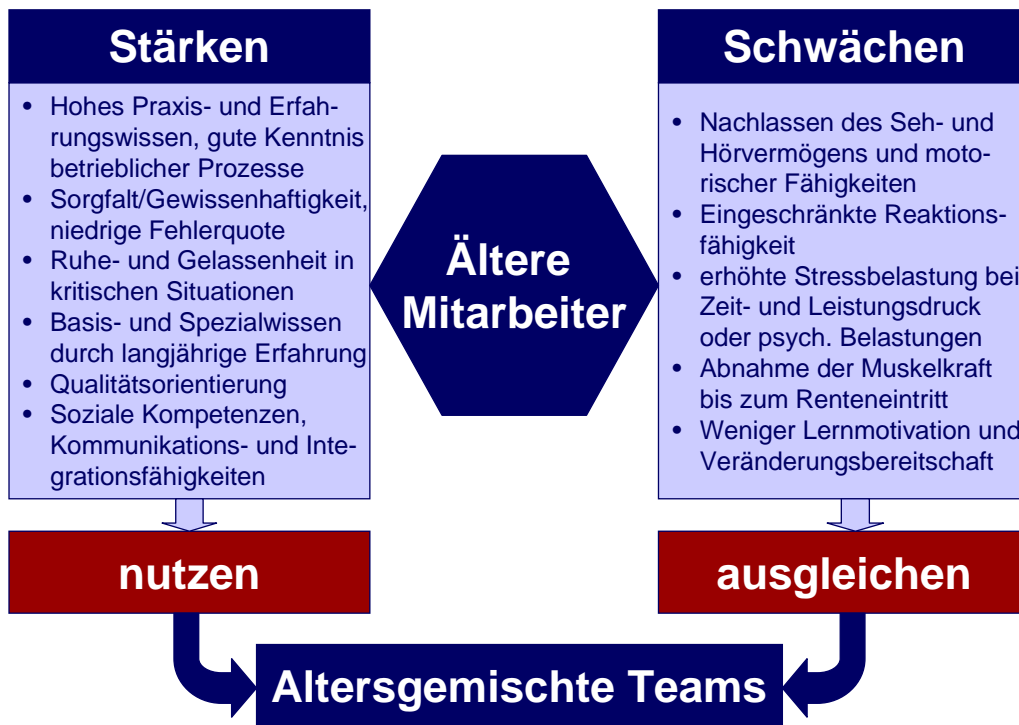 Stärken
• Hohes Praxis- und Erfah-
rungswissen, gute Kenntnis
betrieblicher Prozesse
• Sorgfalt/Gewissenhaftigkeit,
niedrige Fehlerquote
• Ruhe- und Gelassenheit in
kritischen Situationen
• Basis- und Spezialwissen
durch langjährige Erfahrung
• Qualitätsorientierung
• Soziale Kompetenzen,
Kommunikations- und Inte-
grationsfähigkeiten
nutzen
Ältere
Mitarbeiter
Schwächen
• Nachlassen des Seh- und
Hörvermögens und moto-
rischer Fähigkeiten
• Eingeschränkte Reaktions-
fähigkeit
• erhöhte Stressbelastung bei
Zeit- und Leistungsdruck
oder psych. Belastungen
• Abnahme der Muskelkraft
bis zum Renteneintritt
• Weniger Lernmotivation und
Veränderungsbereitschaft
ausgleichen
Altersgemischte Teams